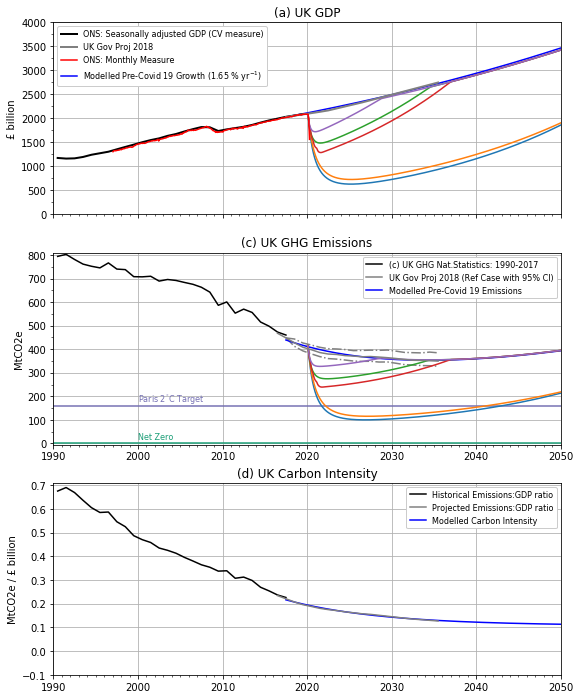 (a) UK GDP
4000
3500
3000
2500
2000
1500
1000
500
0
£ billion
ONS: Seasonally adjusted GDP (CV measure)
UK Gov Proj 2018
ONS: Monthly Measure
Modelled Pre-Covid 19 Growth (1.65 % yr⁻¹)
(c) UK GHG Emissions
800
700
600
500
400
300
200
100
0
MtCO2e
(c) UK GHG Nat.Statistics: 1990-2017
UK Gov Proj 2018 (Ref Case with 95% CI)
Modelled Pre-Covid 19 Emissions
Paris 2°C Target
Net Zero
1990 2000 2010 2020 2030 2040 2050
(d) UK Carbon Intensity
0.7
0.6
0.5
0.4
0.3
0.2
0.1
0.0
−0.1
MtCO2e / £ billion
Historical Emissions:GDP ratio
Projected Emissions:GDP ratio
Modelled Carbon Intensity
1990 2000 2010 2020 2030 2040 2050